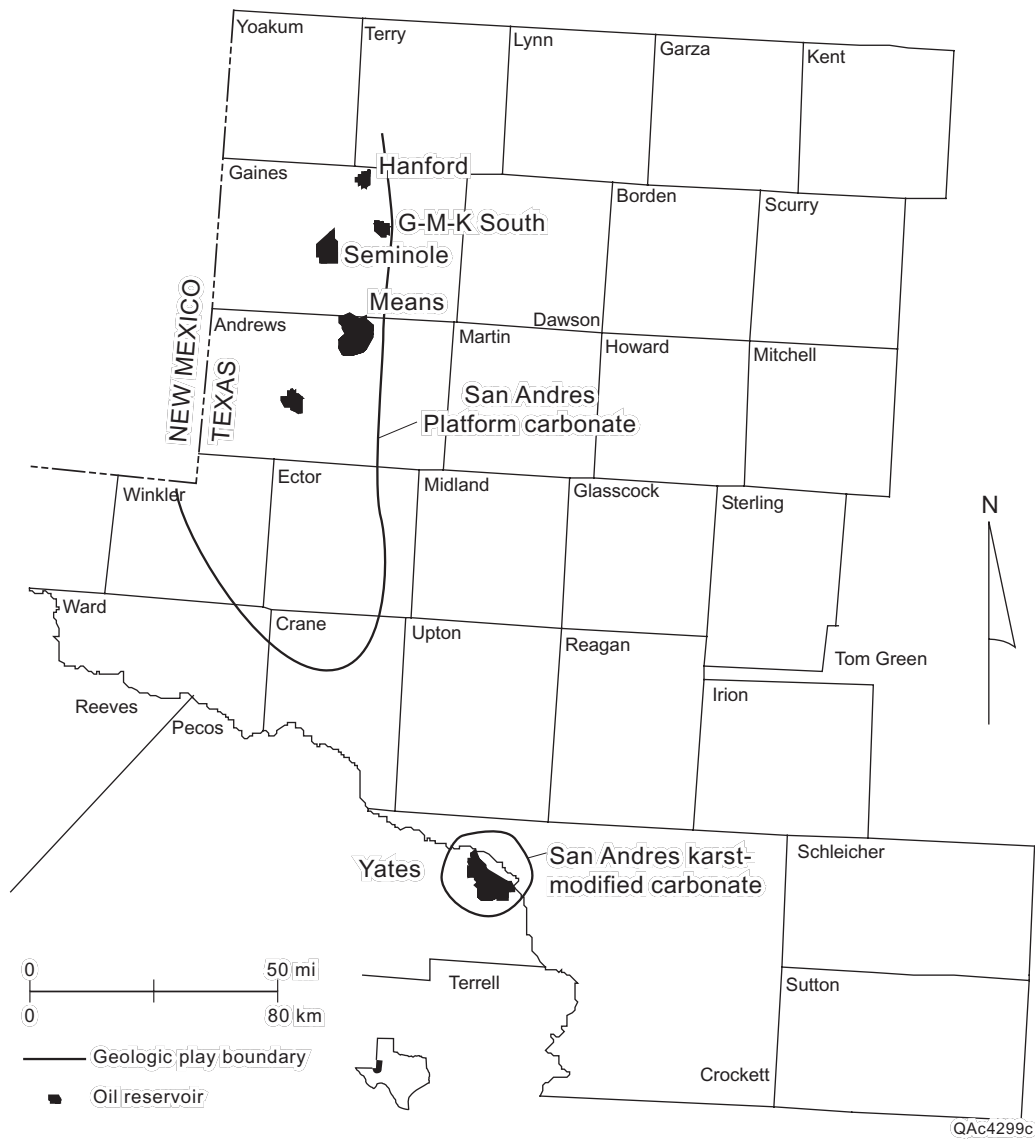 Yoakum
Terry
Lynn
Garza
Kent
Gaines
Hanford
Borden
Scurry
G-M-K South
Seminole
Means
Andrews
Dawson
Martin
Howard
Mitchell
NEW MEXICO
TEXAS
San Andres
Platform carbonate
Winkler
Ector
Midland
Glasscock
Sterling
N
Ward
Crane
Upton
Reagan
Tom Green
Irion
Reeves
Pecos
Yates
San Andres karst-
modified carbonate
Schleicher
0
50 mi
0
80 km
Terrell
Sutton
Geologic play boundary
Oil reservoir
Crockett
QAc4299c